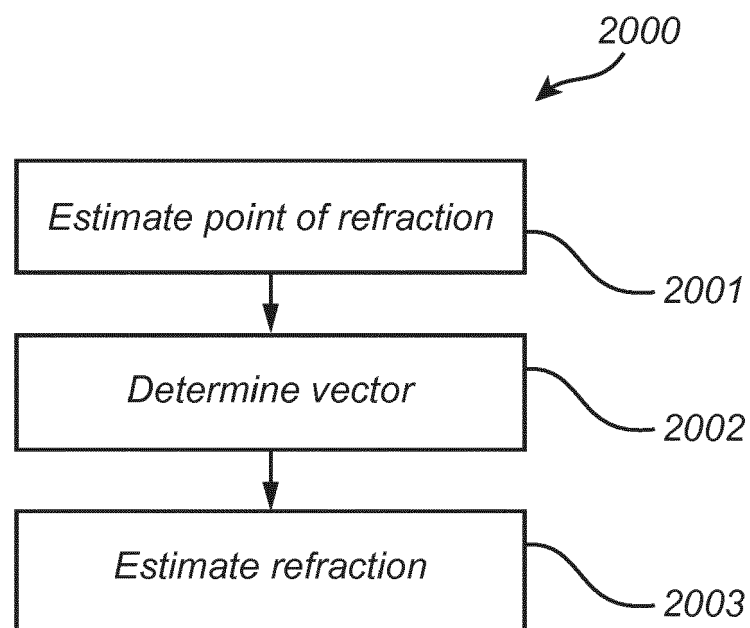 2000
Estimate point of refraction
2001
Determine vector
2002
Estimate refraction
2003